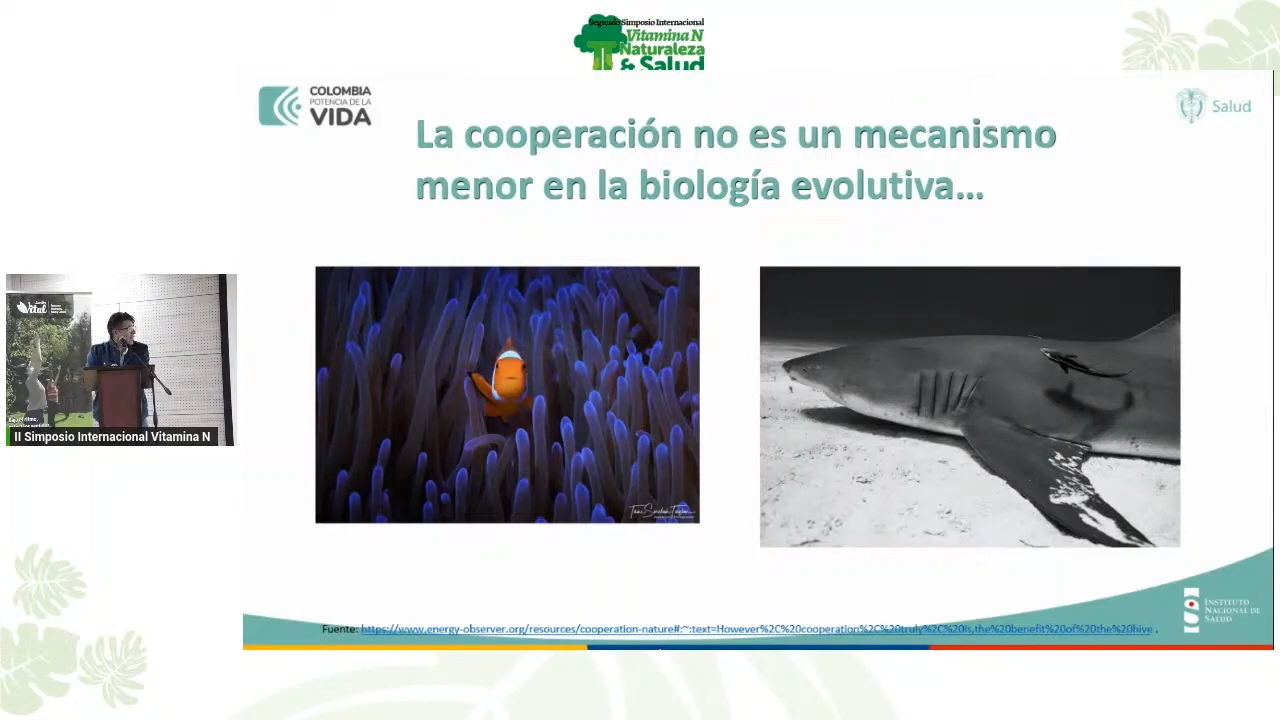 Segundo Simposio Internacional
Vitamina N
Naturaleza
& Salud
COLOMBIA
POTENCIA DE LA
VIDA
Salud
La cooperación no es un mecanismo
menor en la biología evolutiva...
Vital
II Simposio Internacional Vitamina N
Fuente: https://www.energy-observer.org/resources/cooperation-nature#:~:text=However%2C%20cooperation%2C%20truly%2C%20is,the%20benefit%20of%20the%20hive .
INSTITUTO
NACIONAL DE
SALUD